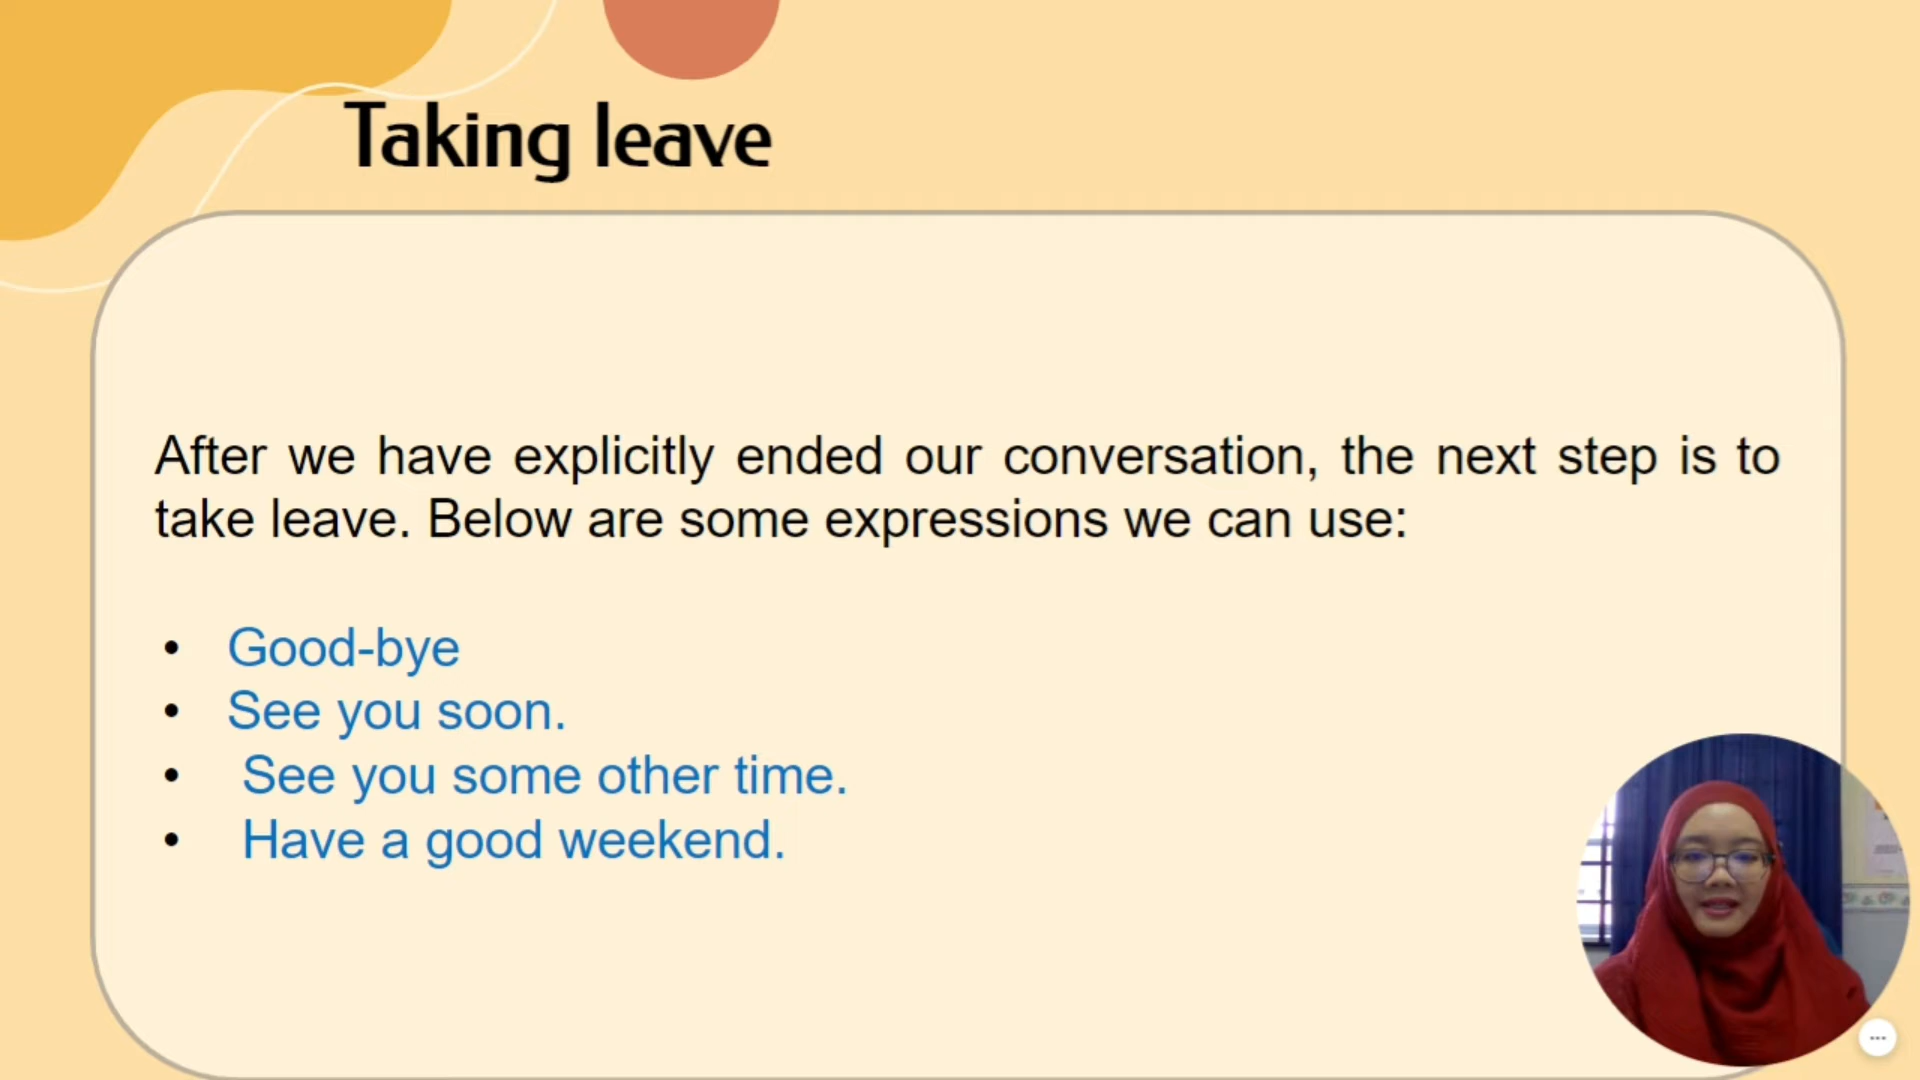 Taking leave
After we have explicitly ended our conversation, the next step is to
take leave. Below are some expressions we can use:
• Good-bye
• See you soon.
• See you some other time.
• Have a good weekend.